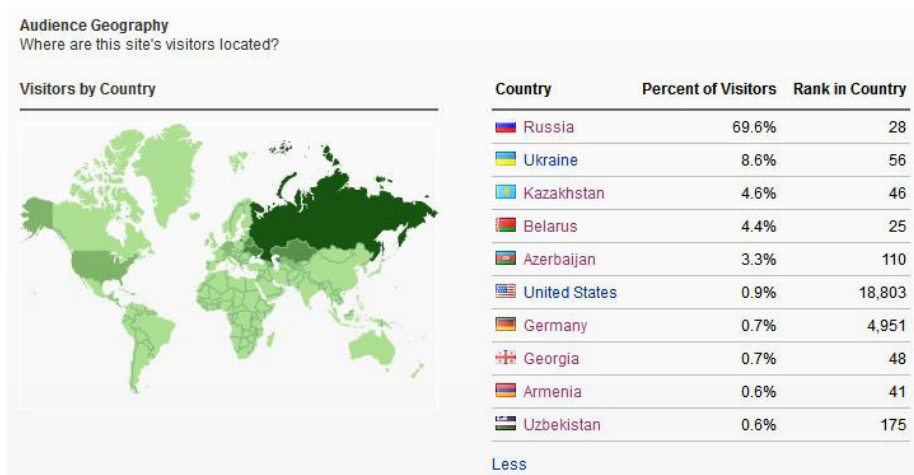 Audience Geography
Where are this site's visitors located?
Visitors by Country
Country Percent of Visitors Rank in Country
Russia 69.6% 28
Ukraine 8.6% 56
Kazakhstan 4.6% 46
Belarus 4.4% 25
Azerbaijan 3.3% 110
United States 0.9% 18,803
Germany 0.7% 4,951
Georgia 0.7% 48
Armenia 0.6% 41
Uzbekistan 0.6% 175
Less